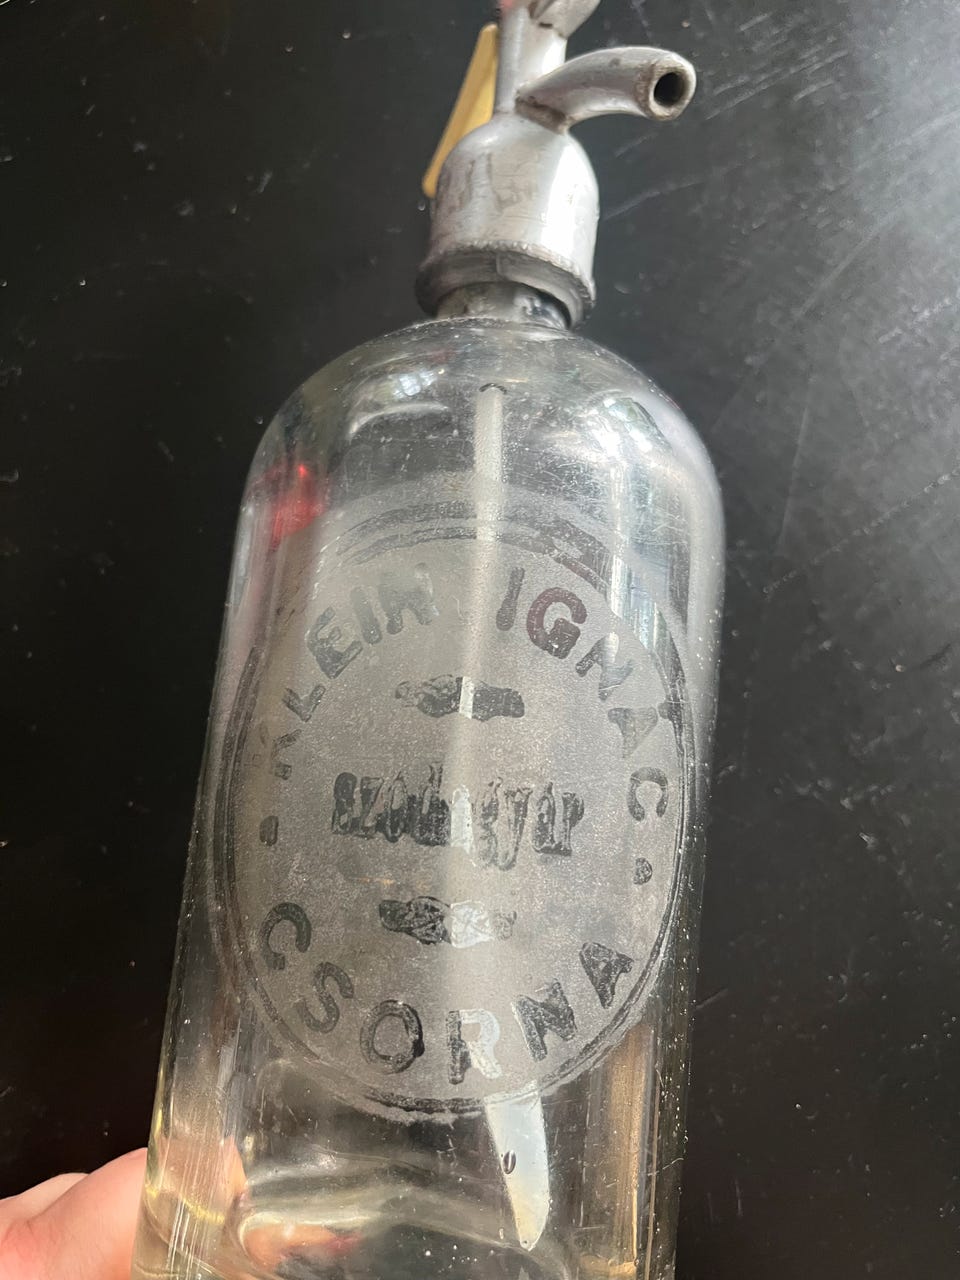 KLEIN IGNAC
szódagyár
CSORNA